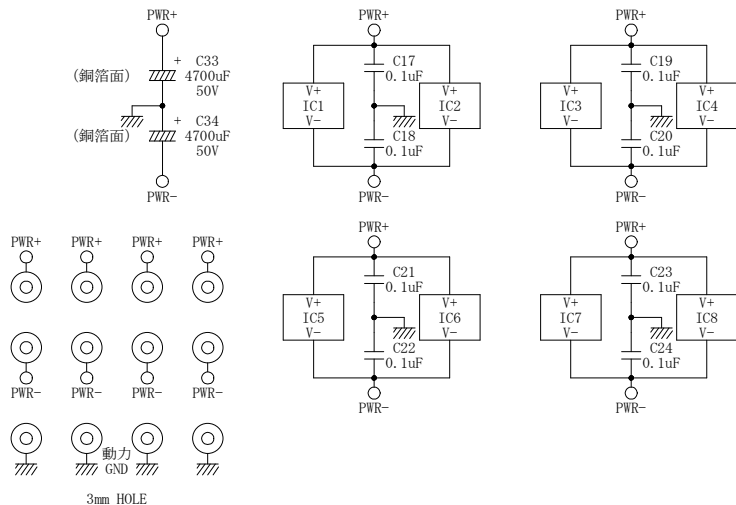 PWR+
+ C33
(銅箔面) 4700uF
50V
+ C34
(銅箔面) 4700uF
50V
PWR-
PWR+
C17
0.1uF
V+
IC1
V-
V+
IC2
V-
C18
0.1uF
PWR-
PWR+
C19
0.1uF
V+
IC3
V-
V+
IC4
V-
C20
0.1uF
PWR-
PWR+ PWR+ PWR+ PWR+
PWR- PWR- PWR- PWR-
動力
GND
3mm HOLE
PWR+
C21
0.1uF
V+
IC5
V-
V+
IC6
V-
C22
0.1uF
PWR-
PWR+
C23
0.1uF
V+
IC7
V-
V+
IC8
V-
C24
0.1uF
PWR-